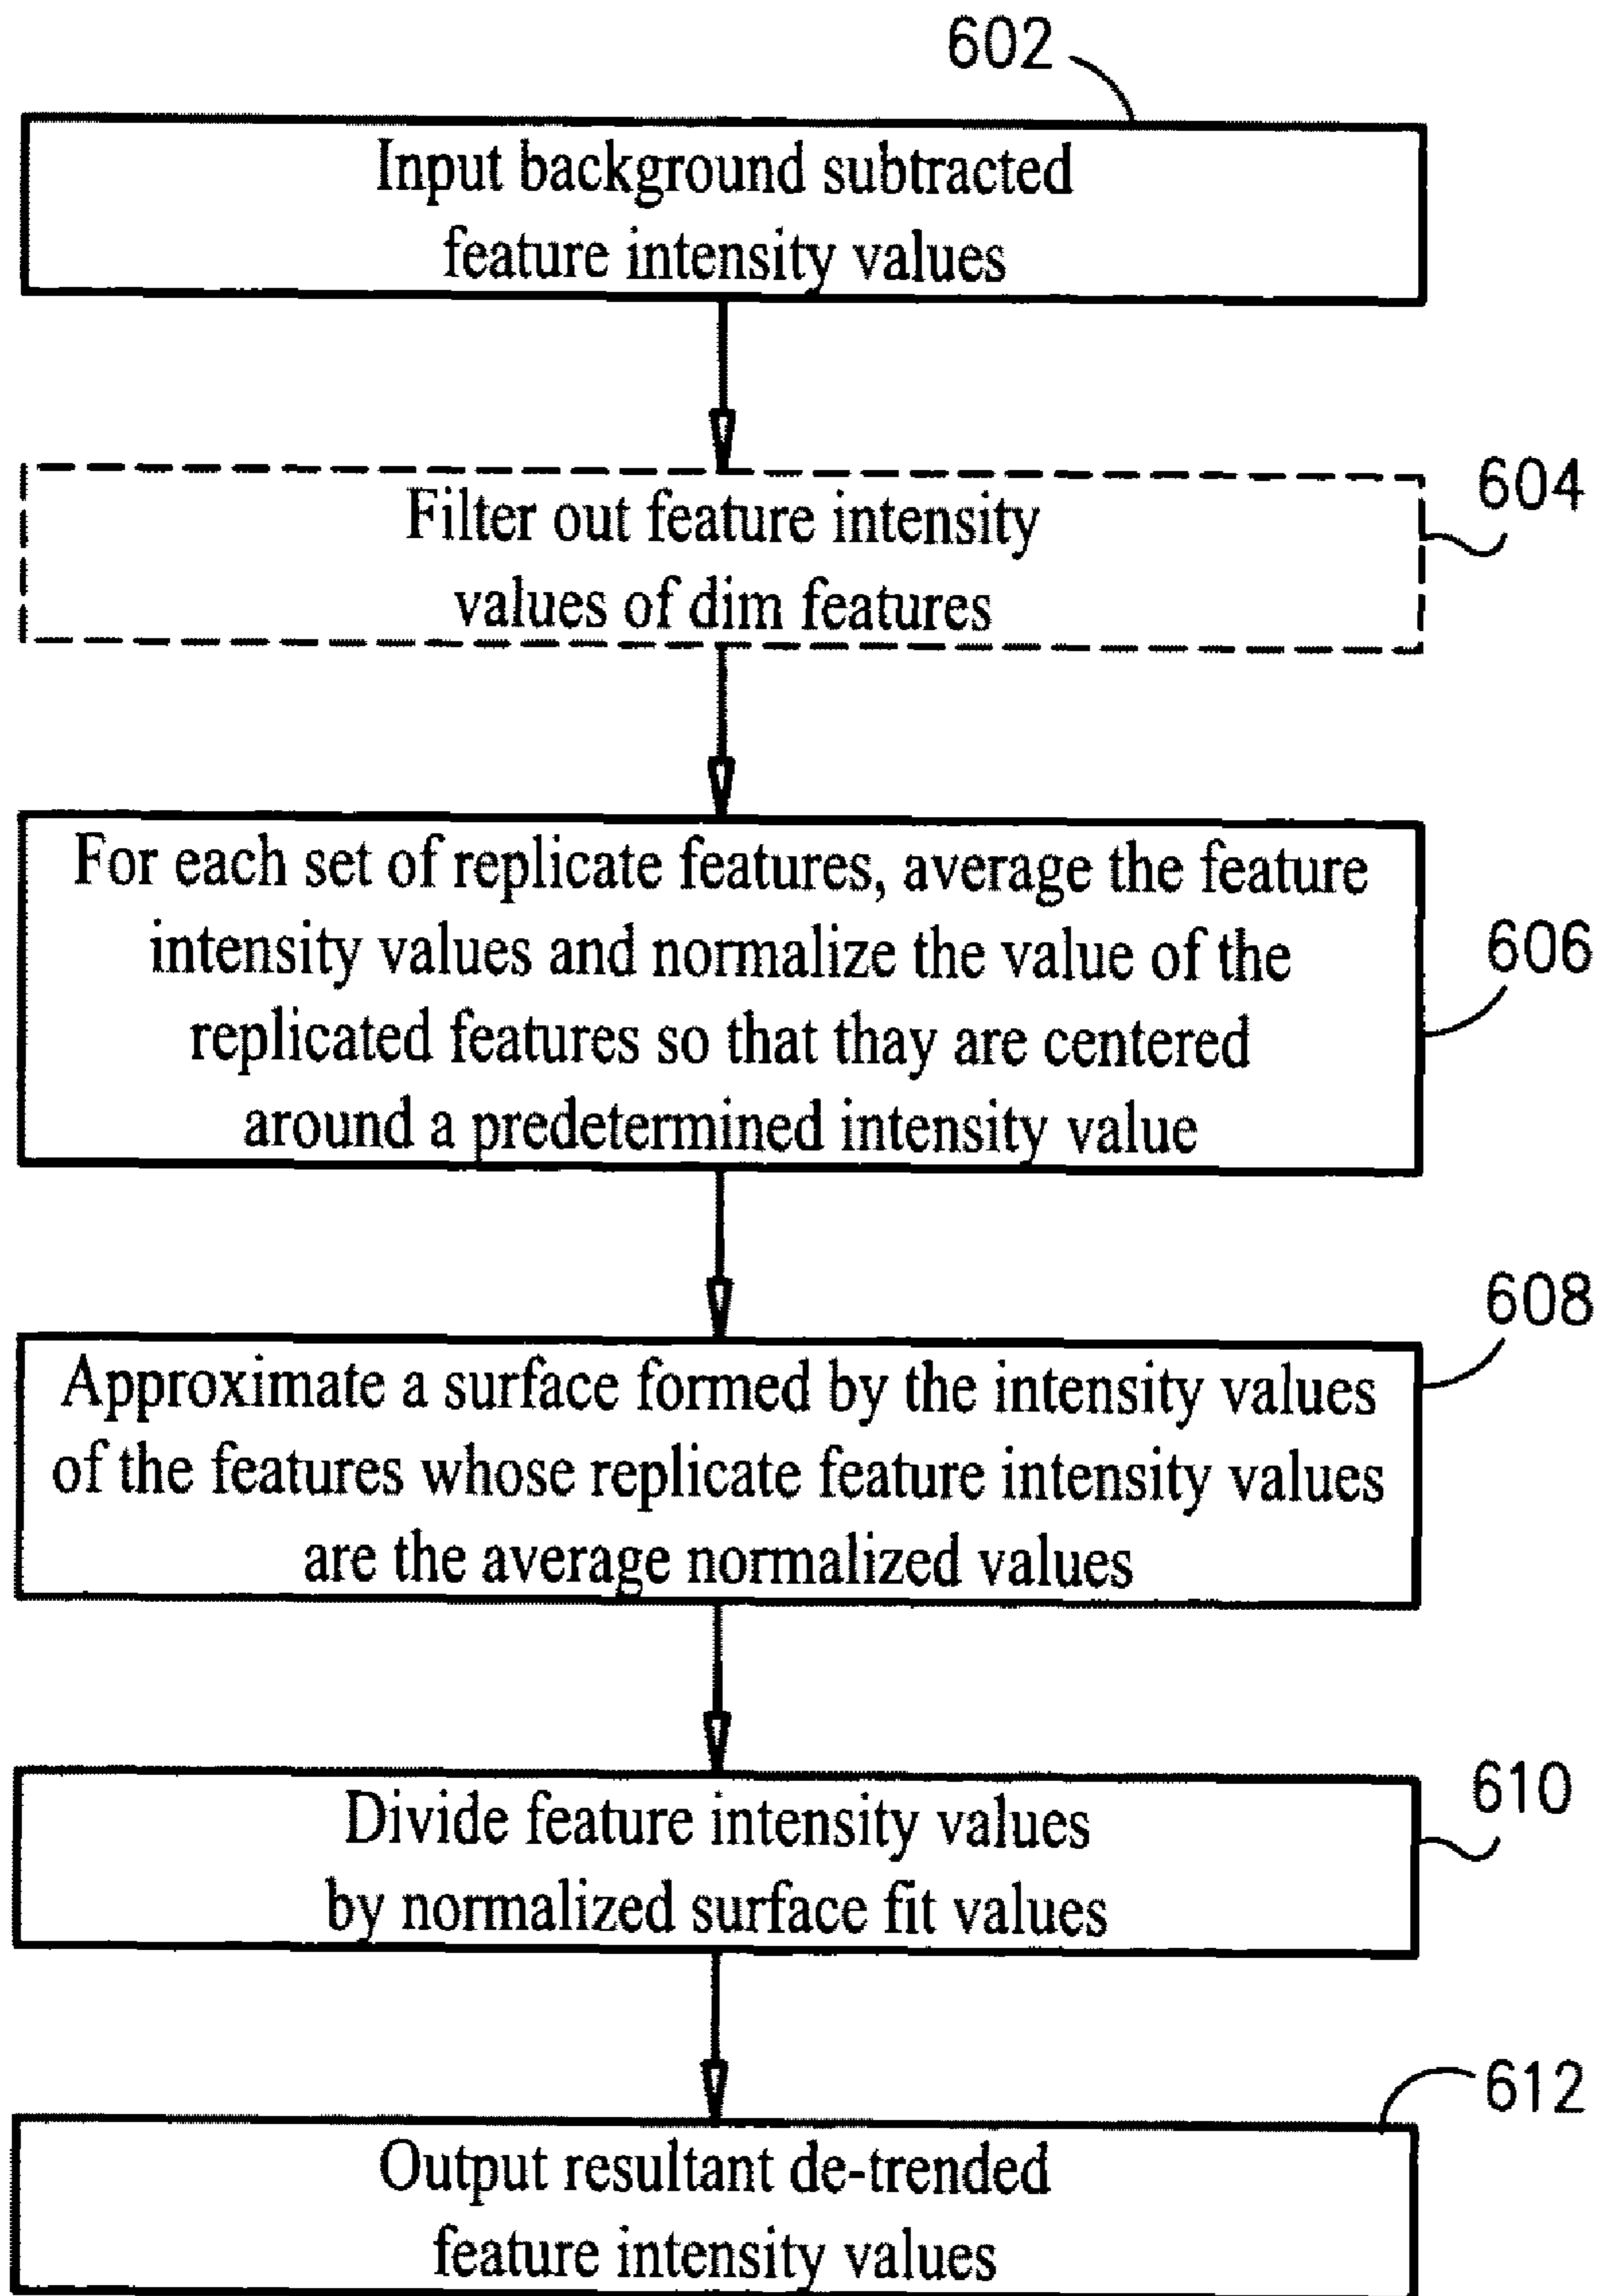 602
Input background subtracted
feature intensity values
604
Filter out feature intensity
values of dim features
For each set of replicate features, average the feature
intensity values and normalize the value of the
replicated features so that thay are centered
around a predetermined intensity value
606
608
Approximate a surface formed by the intensity values
of the features whose replicate feature intensity values
are the average normalized values
610
Divide feature intensity values
by normalized surface fit values
612
Output resultant de-trended
feature intensity values